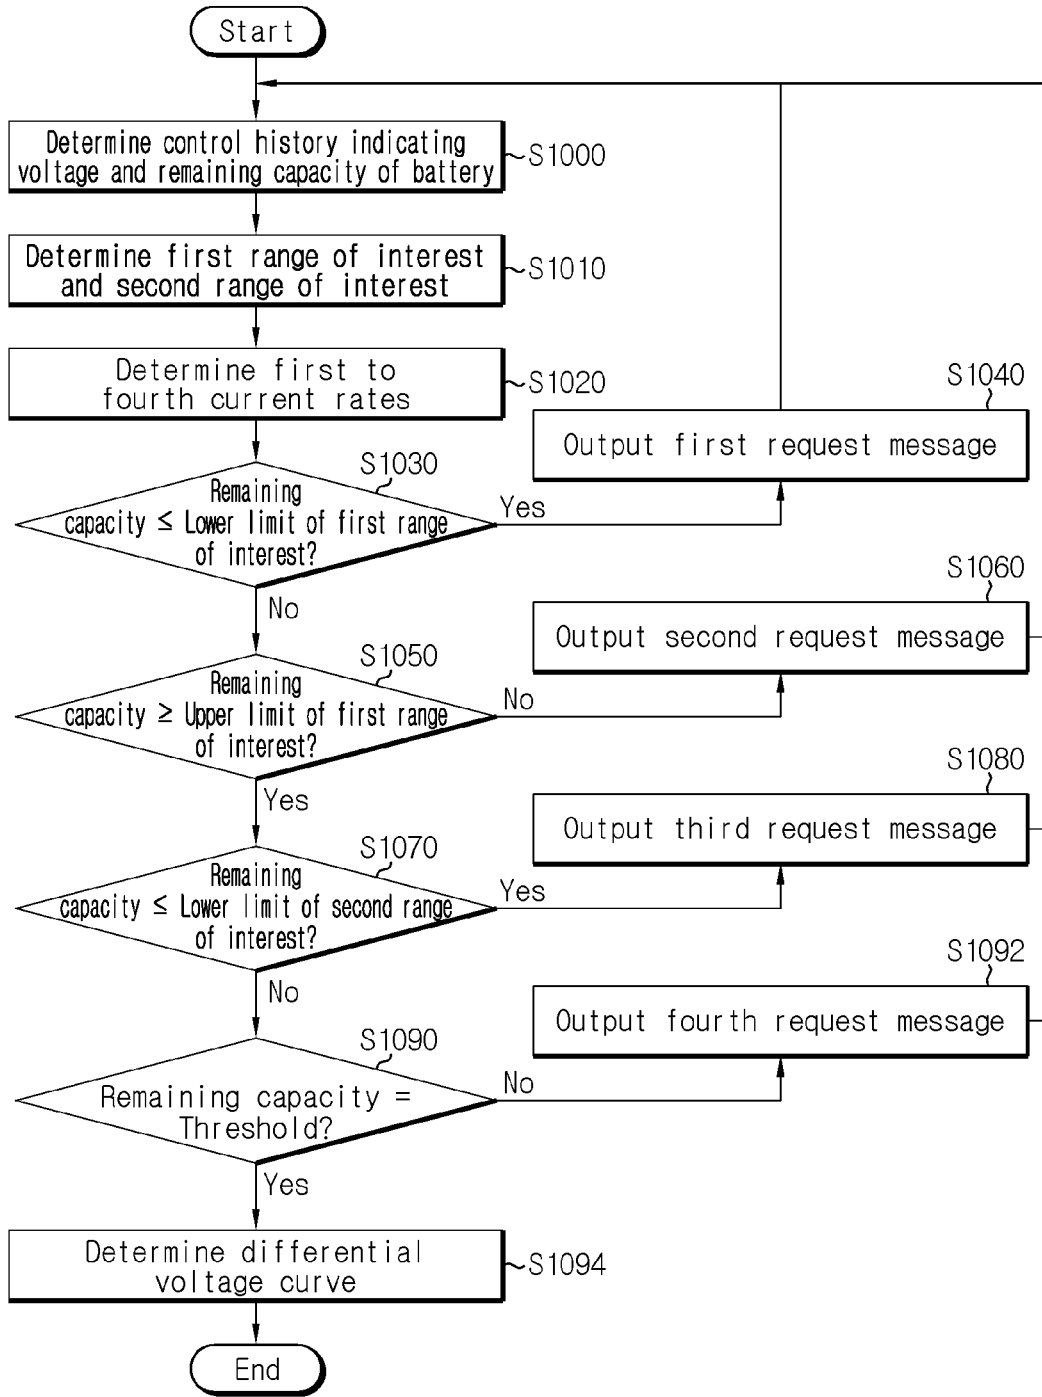 Start
Determine control history indicating
voltage and remaining capacity of battery
S1000
Determine first range of interest
and second range of interest
S1010
Determine first to
fourth current rates
S1020
S1030
Remaining
capacity ≤ Lower limit of first range
of interest?
Yes
No
S1040
Output first request message
S1050
Remaining
capacity ≥ Upper limit of first range
of interest?
No
Yes
S1060
Output second request message
S1070
Remaining
capacity ≤ Lower limit of second range
of interest?
Yes
No
S1080
Output third request message
S1090
Remaining capacity =
Threshold?
No
Yes
S1092
Output fourth request message
Determine differential
voltage curve
S1094
End